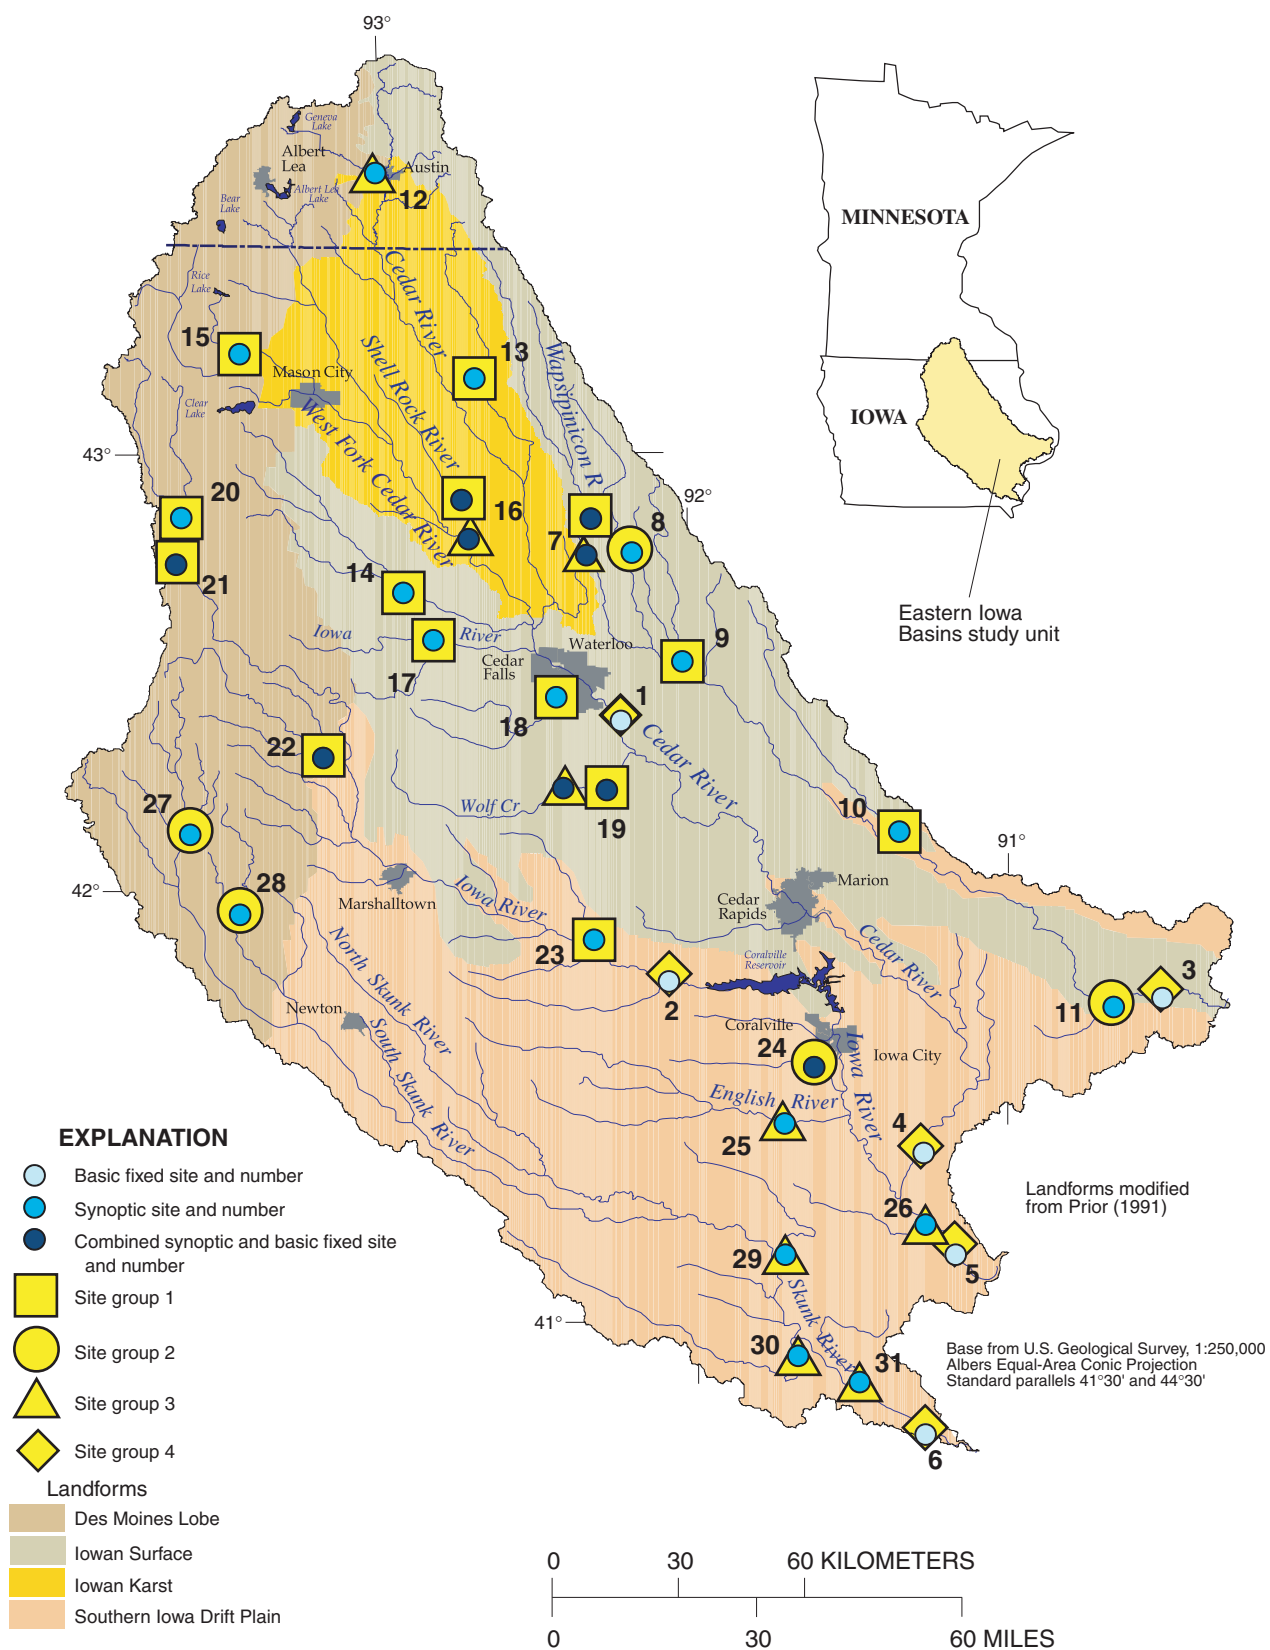 93°
Geneva
Lake
Albert
Lea
Austin
Albert Lea
Lake
12
Bear
Lake
MINNESOTA
Rice
Lake
Cedar River
15
13
Shell Rock River
Wapsipinicon R
Mason City
Clear
Lake
West Fork Cedar River
IOWA
43°
92°
20
16
7
8
21
14
Eastern Iowa
Basins study unit
Iowa River
Waterloo
9
Cedar
Falls
17
1
18
Cedar River
22
27
Wolf Cr
19
10
91°
42°
28
Marshalltown
Iowa River
Marion
Cedar
Rapids
23
Cedar River
North Skunk River
Coralville
Reservoir
3
2
11
Newton
South Skunk River
Coralville
24
Iowa City
Iowa River
English River
25
4
EXPLANATION
Basic fixed site and number
Synoptic site and number
Combined synoptic and basic fixed site
and number
Site group 1
Site group 2
Site group 3
Site group 4
Landforms
Des Moines Lobe
Iowan Surface
Iowan Karst
Southern Iowa Drift Plain
Landforms modified
from Prior (1991)
26
29
5
Skunk River
41°
30
31
Base from U.S. Geological Survey, 1:250,000
Albers Equal-Area Conic Projection
Standard parallels 41°30' and 44°30'
6
0 30 60 KILOMETERS
0 30 60 MILES